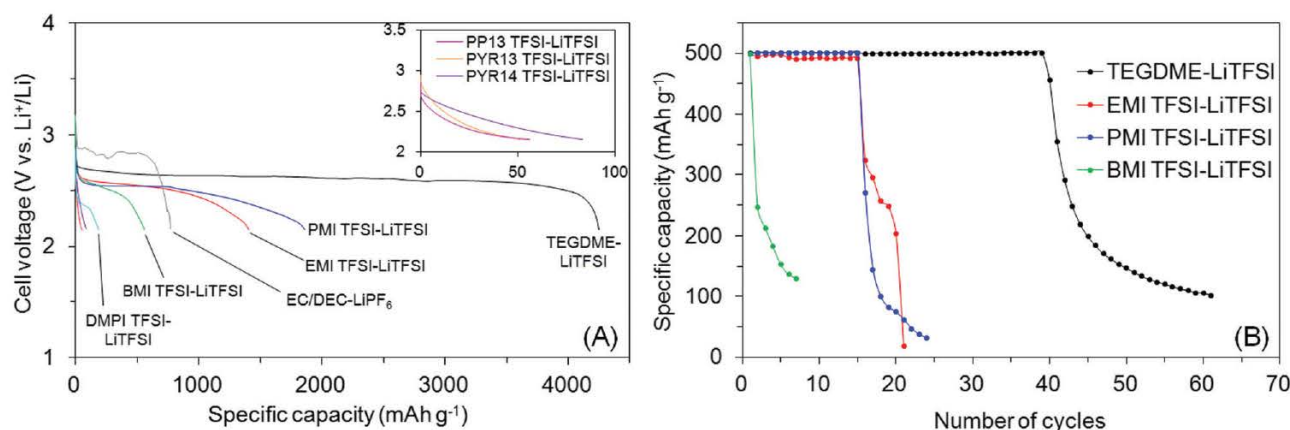 Cell voltage (V vs. Li⁺/Li)
4
3
2
1
0
1000
2000
3000
4000
Specific capacity (mAh g⁻¹)
3.5
3
2.5
2
0
50
100
PP13 TFSI-LiTFSI
PYR13 TFSI-LiTFSI
PYR14 TFSI-LiTFSI
PMI TFSI-LiTFSI
EMI TFSI-LiTFSI
TEGDME-
LiTFSI
BMI TFSI-LiTFSI
EC/DEC-LiPF₆
DMPI TFSI-
LiTFSI
(A)
Specific capacity (mAh g⁻¹)
500
400
300
200
100
0
0
10
20
30
40
50
60
70
Number of cycles
TEGDME-LiTFSI
EMI TFSI-LiTFSI
PMI TFSI-LiTFSI
BMI TFSI-LiTFSI
(B)